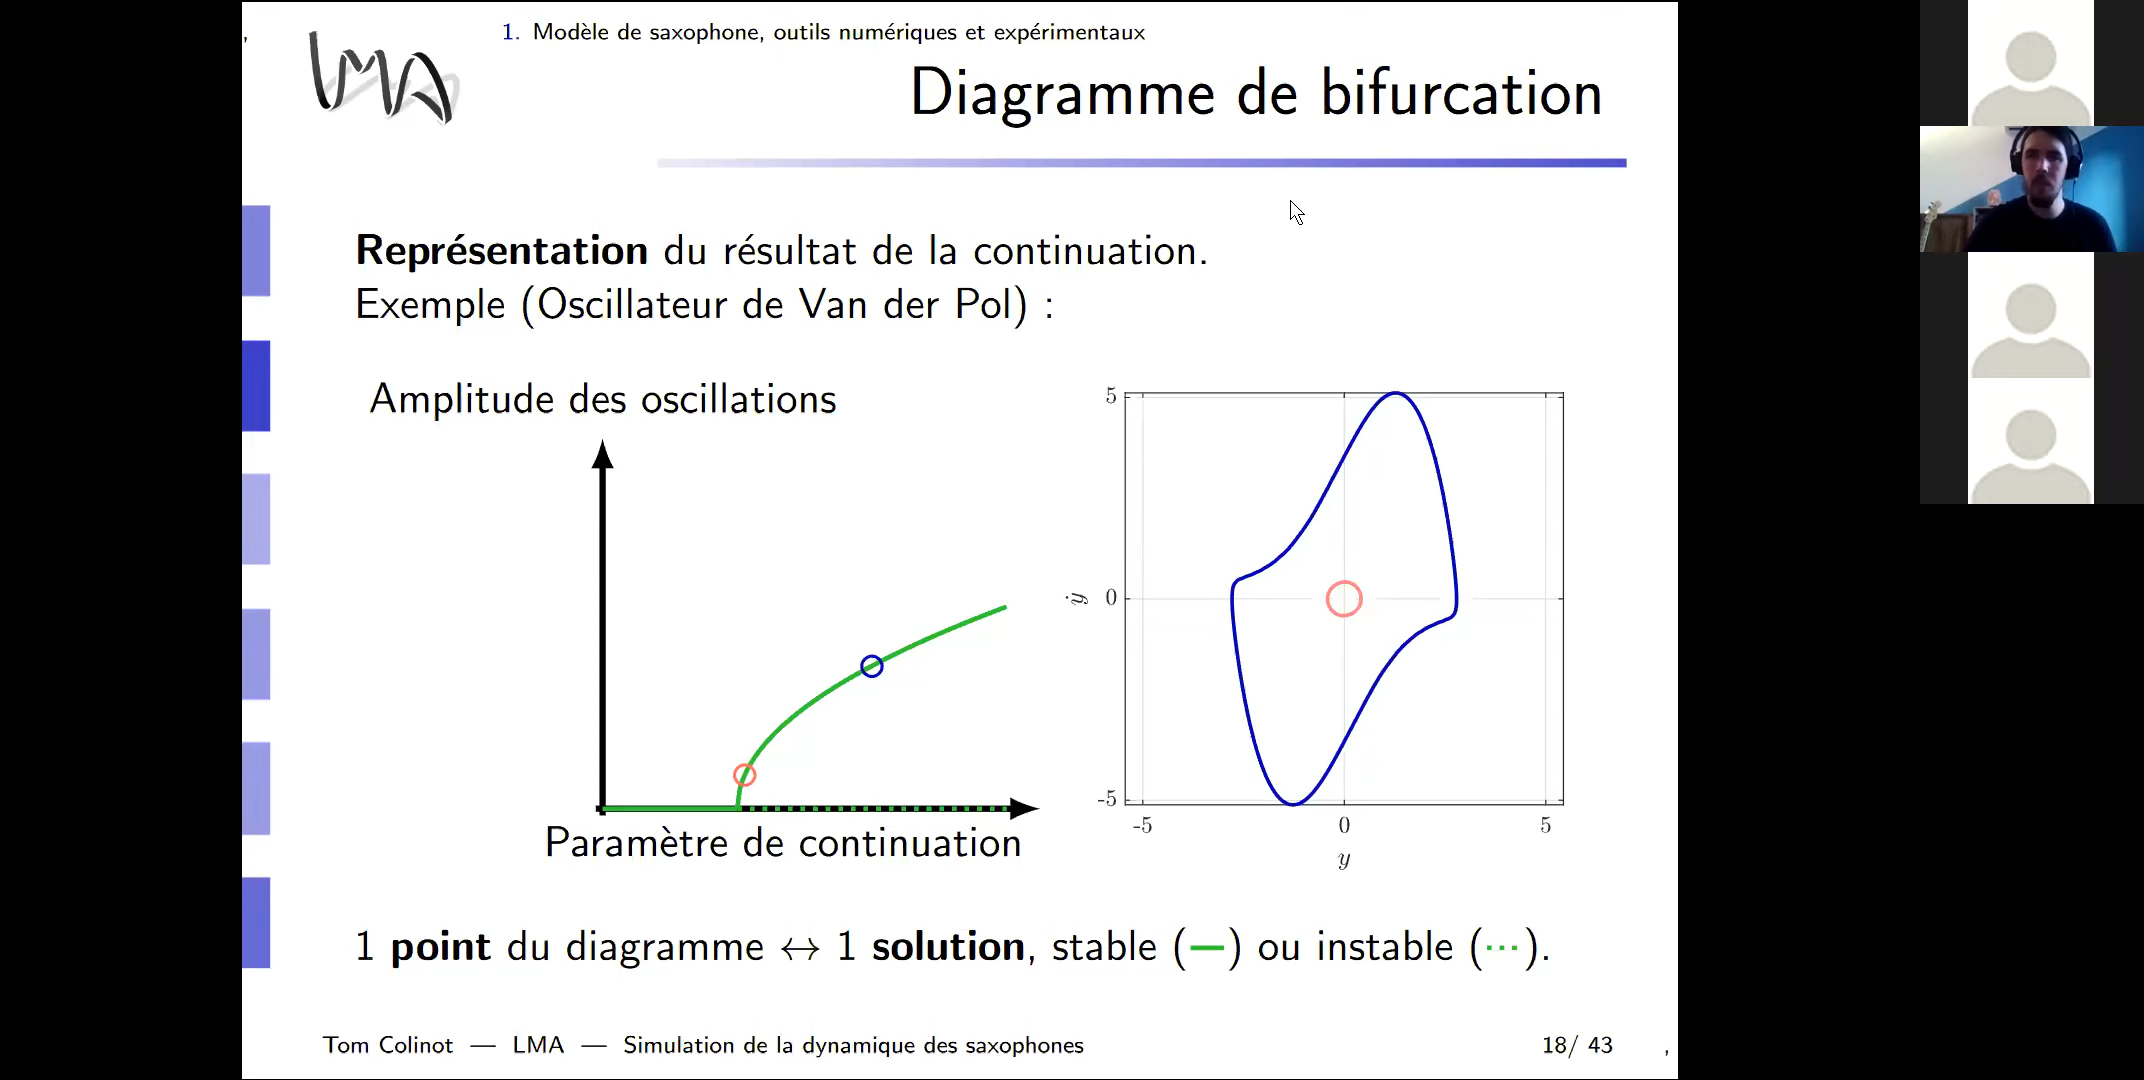 LMA
1. Modèle de saxophone, outils numériques et expérimentaux
Diagramme de bifurcation
Représentation du résultat de la continuation.
Exemple (Oscillateur de Van der Pol) :
Amplitude des oscillations
Paramètre de continuation
5
0
-5
ẏ
-5 0 5
y
1 point du diagramme ↔ 1 solution, stable (—) ou instable (···).
Tom Colinot — LMA — Simulation de la dynamique des saxophones
18/ 43